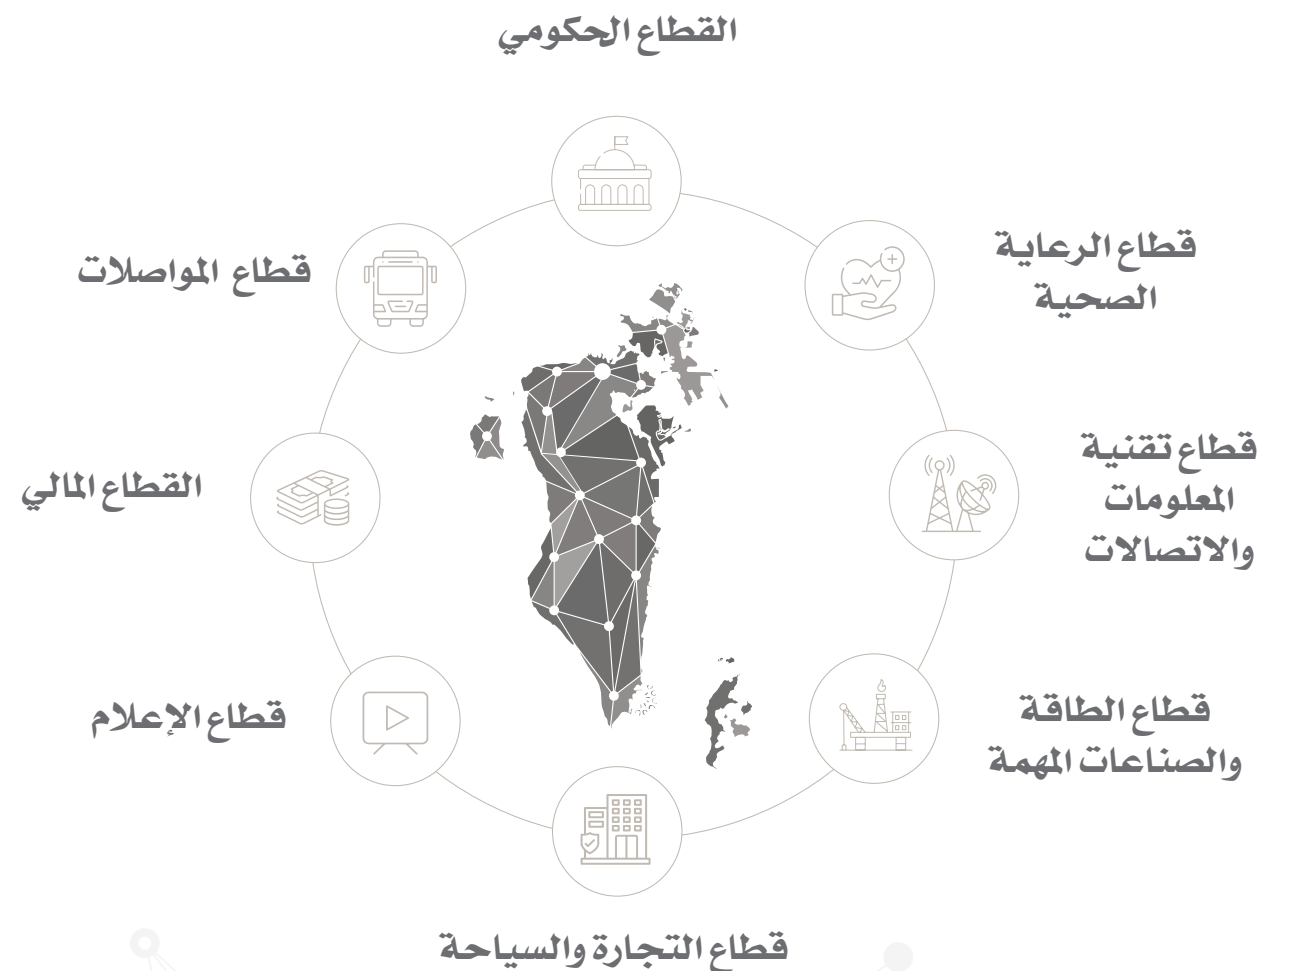 القطاع الحكومي
قطاع الرعاية
الصحية
قطاع المواصلات
قطاع تقنية
المعلومات
والاتصالات
القطاع المالي
قطاع الطاقة
والصناعات المهمة
قطاع الإعلام
قطاع التجارة والسياحة